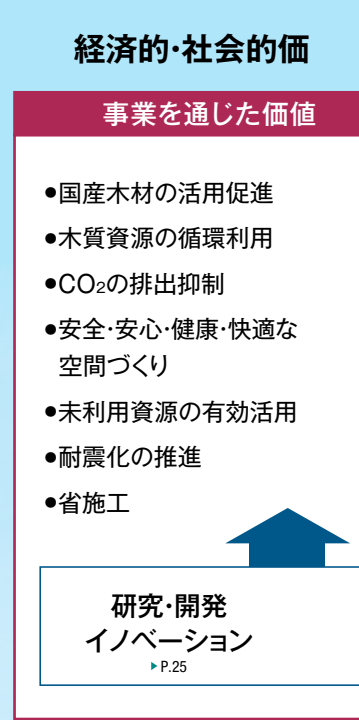 経済的・社会的価
事業を通じた価値
●国産木材の活用促進
●木質資源の循環利用
●CO₂の排出抑制
●安全・安心・健康・快適な
空間づくり
●未利用資源の有効活用
●耐震化の推進
●省施工
研究・開発
イノベーション
▶P.25